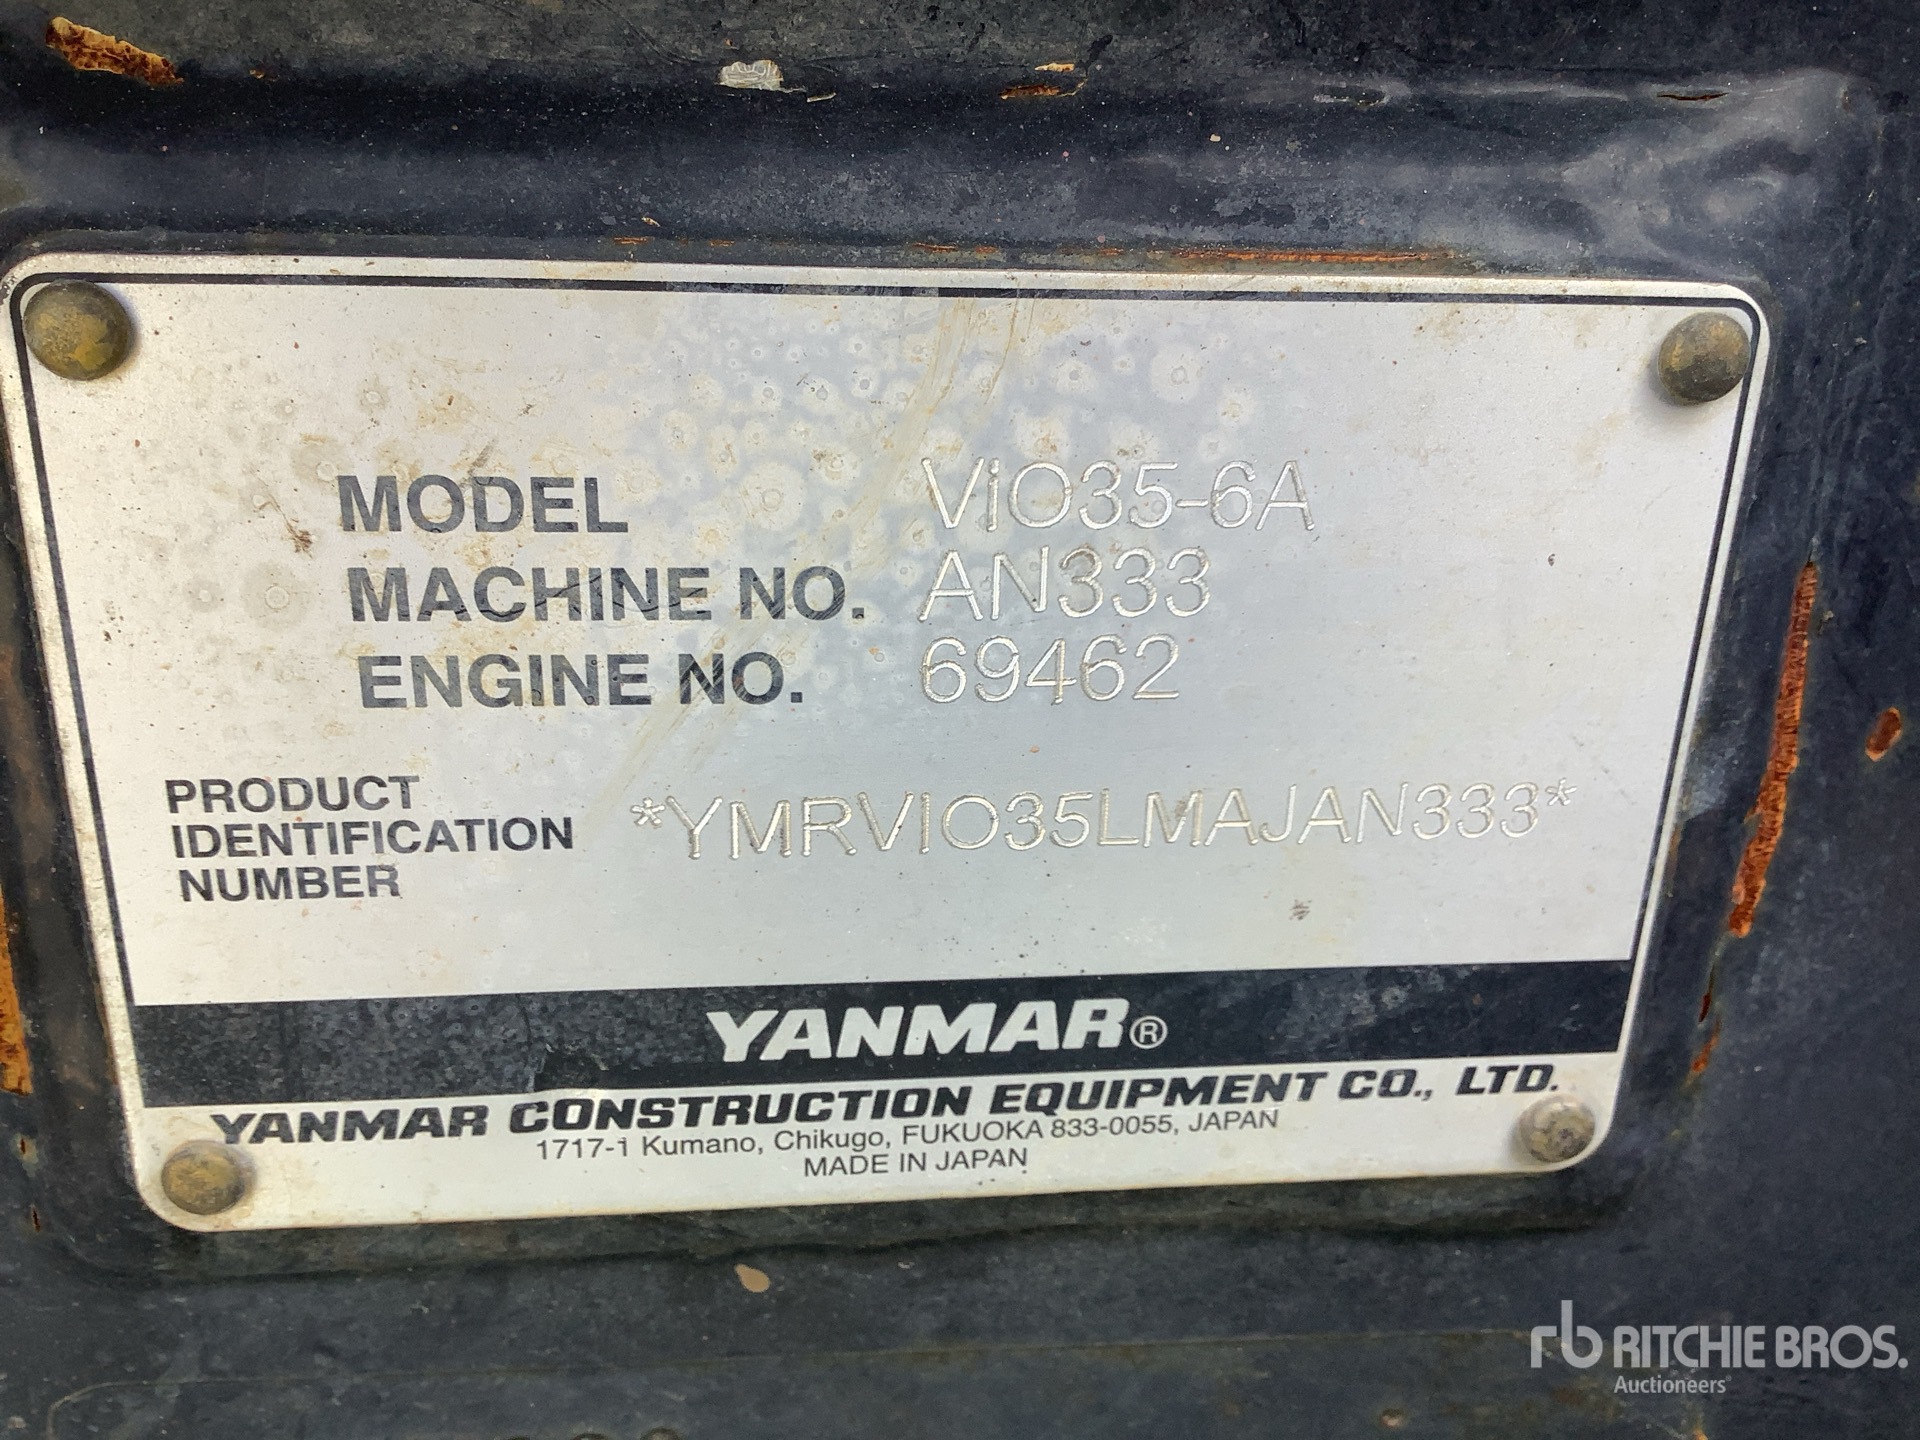 MODEL ViO35-6A
MACHINE NO. AN333
ENGINE NO. 69462
PRODUCT
IDENTIFICATION
NUMBER
*YMRVIO35LMAJAN333*
YANMAR®
YANMAR CONSTRUCTION EQUIPMENT CO., LTD.
1717-1 Kumano, Chikugo, FUKUOKA 833-0055, JAPAN
MADE IN JAPAN
rb RITCHIE BROS.
Auctioneers